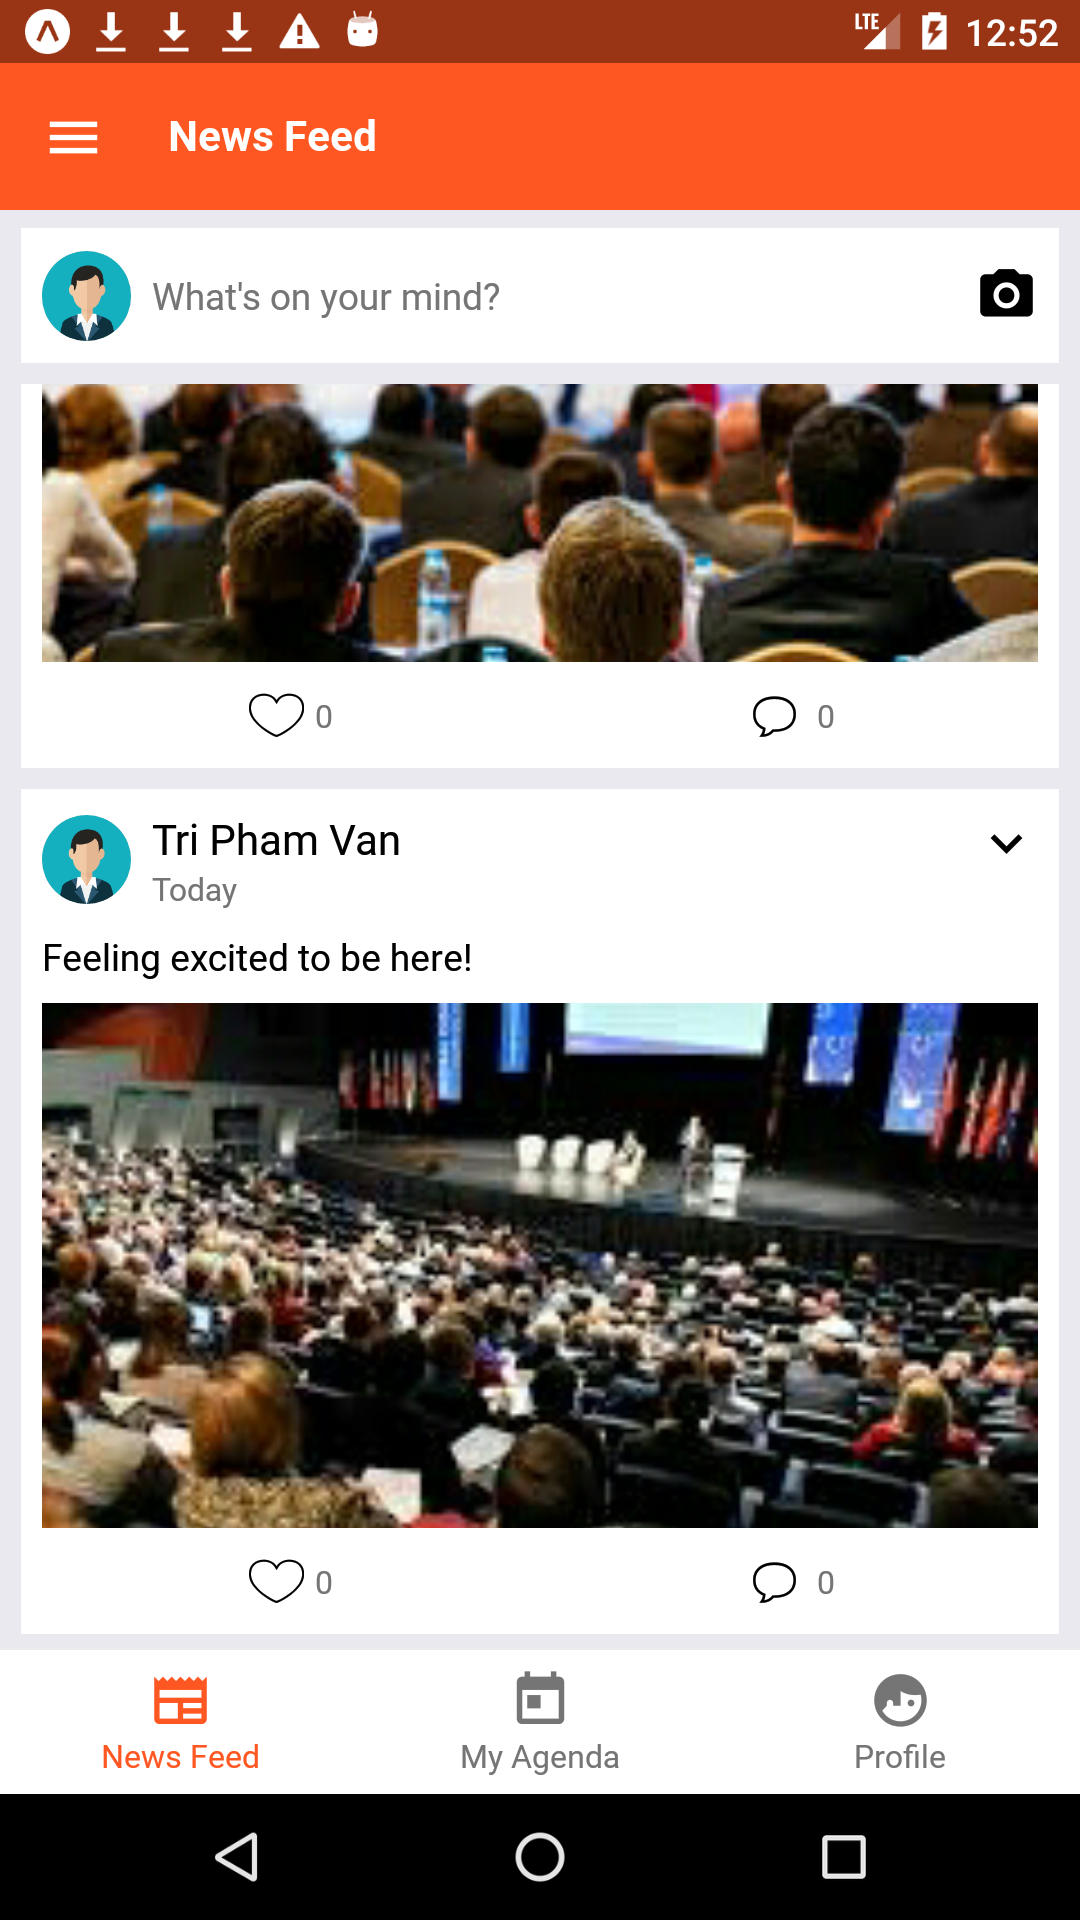 LTE 12:52
News Feed
What's on your mind?
0 0
Tri Pham Van
Today
Feeling excited to be here!
0 0
News Feed My Agenda Profile